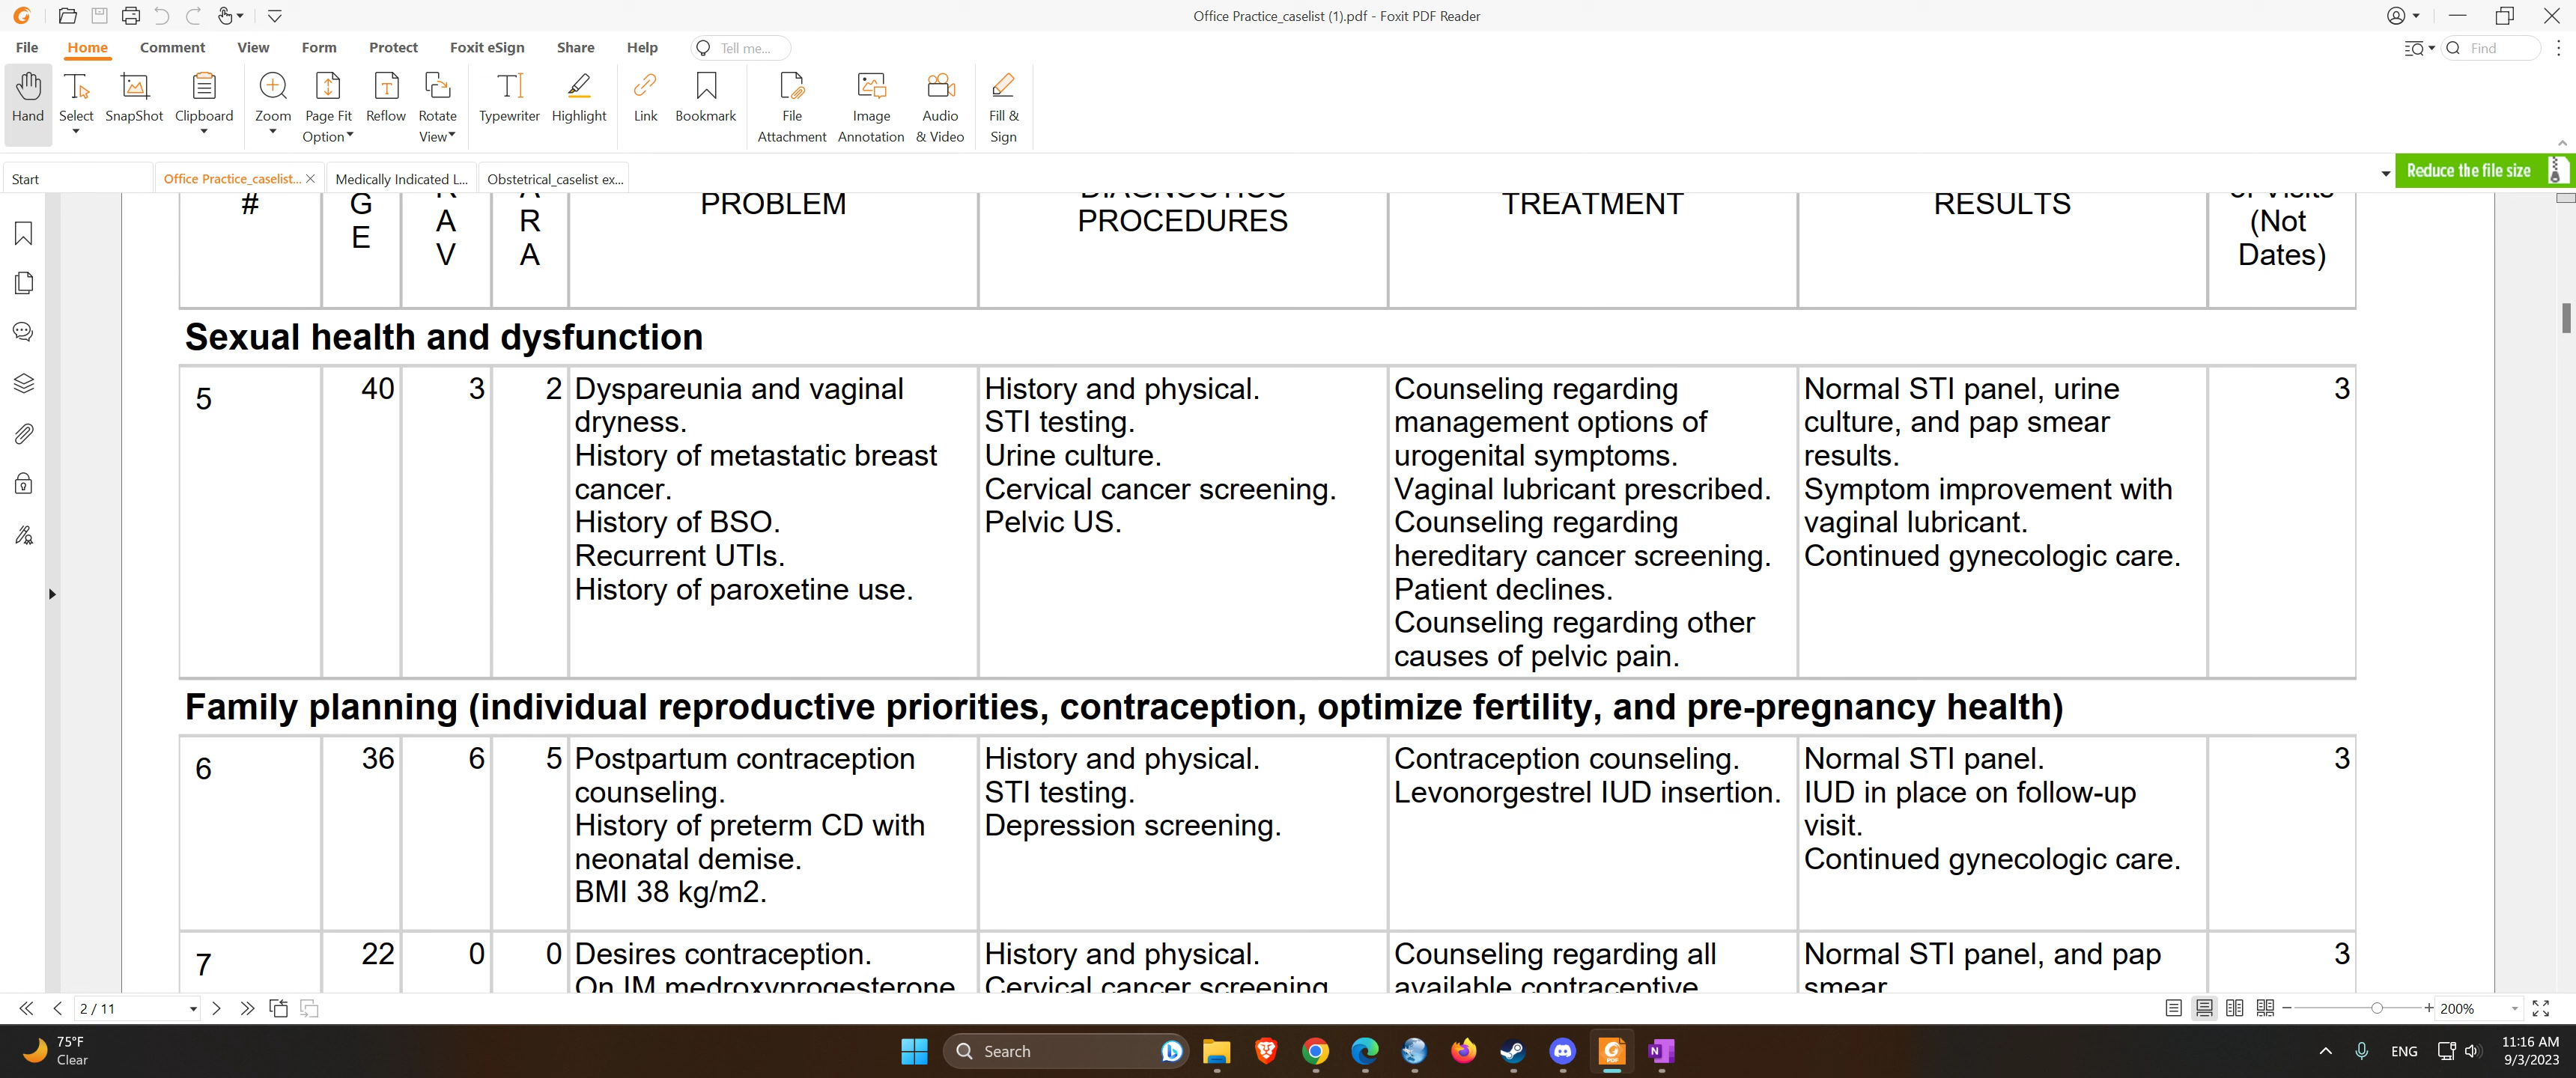 Office Practice_caselist (1).pdf - Foxit PDF Reader
File Home Comment View Form Protect Foxit eSign Share Help Tell me... Find
Hand Select SnapShot Clipboard Zoom Page Fit Option Reflow Rotate View Typewriter Highlight Link Bookmark File Attachment Image Annotation Audio & Video Fill & Sign
Start Office Practice_caselist... Medically Indicated L... Obstetrical_caselist ex... Reduce the file size
#
G
E
A
V
R
A
PROBLEM
PROCEDURES
TREATMENT
RESULTS
of Visits
(Not
Dates)
Sexual health and dysfunction
5
40
3
2
Dyspareunia and vaginal
dryness.
History of metastatic breast
cancer.
History of BSO.
Recurrent UTIs.
History of paroxetine use.
History and physical.
STI testing.
Urine culture.
Cervical cancer screening.
Pelvic US.
Counseling regarding
management options of
urogenital symptoms.
Vaginal lubricant prescribed.
Counseling regarding
hereditary cancer screening.
Patient declines.
Counseling regarding other
causes of pelvic pain.
Normal STI panel, urine
culture, and pap smear
results.
Symptom improvement with
vaginal lubricant.
Continued gynecologic care.
3
Family planning (individual reproductive priorities, contraception, optimize fertility, and pre-pregnancy health)
6
36
6
5
Postpartum contraception
counseling.
History of preterm CD with
neonatal demise.
BMI 38 kg/m2.
History and physical.
STI testing.
Depression screening.
Contraception counseling.
Levonorgestrel IUD insertion.
Normal STI panel.
IUD in place on follow-up
visit.
Continued gynecologic care.
3
7
22
0
0
Desires contraception.
On IM medroxyprogesterone
History and physical.
Cervical cancer screening
Counseling regarding all
available contraceptive
Normal STI panel, and pap
smear
3
2 / 11
200%
75°F
Clear
Search
ENG
11:16 AM
9/3/2023